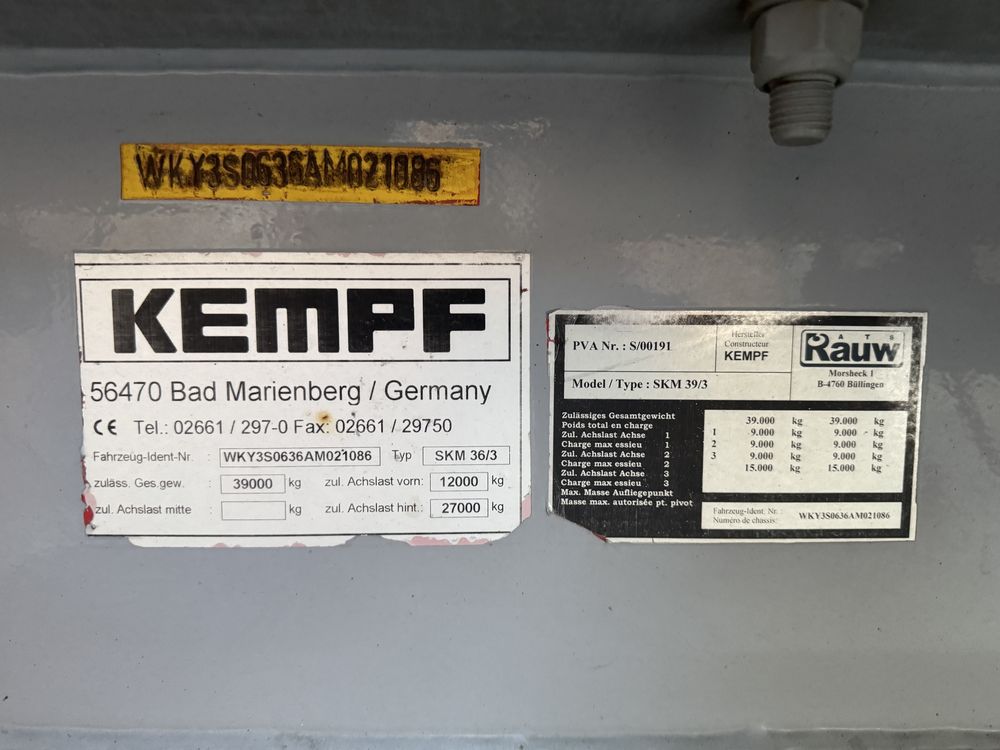 WKY3S0636AM021086
KEMPF
56470 Bad Marienberg / Germany
CE Tel.: 02661 / 297-0 Fax: 02661 / 29750
Fahrzeug-Ident-Nr. : WKY3S0636AM021086 Typ SKM 36/3
zuläss. Ges.gew. : 39000 kg zul. Achslast vorn: 12000 kg
zul. Achslast mitte : kg zul. Achslast hint.: 27000 kg
PVA Nr. : S/00191
Hersteller
Constructeur
KEMPF
ATS
Rauw
Morsheck 1
B-4760 Büllingen
Model / Type : SKM 39/3
Zulässiges Gesamtgewicht
Poids total en charge
Zul. Achslast Achse 1
Charge max essieu 1
Zul. Achslast Achse 2
Charge max essieu 2
Zul. Achslast Achse 3
Charge max essieu 3
Max. Masse Aufliegepunkt
Masse max. autorisée pt. pivot
39.000 kg 39.000 kg
1 9.000 kg 9.000 kg
2 9.000 kg 9.000 kg
3 9.000 kg 9.000 kg
15.000 kg 15.000 kg
Fahrzeug-Ident. Nr. :
Numéro de chassis: WKY3S0636AM021086